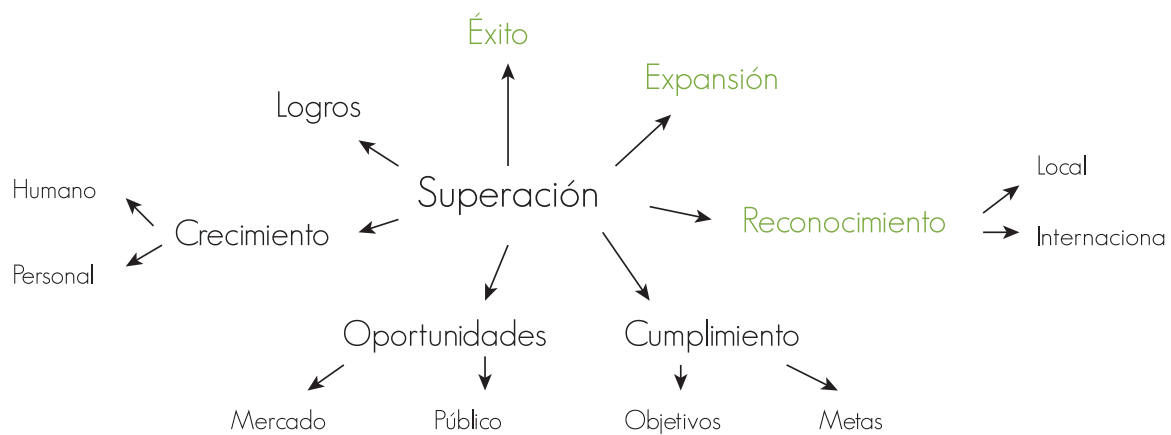 Éxito
Expansión
Logros
Local
Humano
Superación
Reconocimiento
Crecimiento
Internaciona
Personal
Oportunidades
Cumplimiento
Mercado
Público
Objetivos
Metas